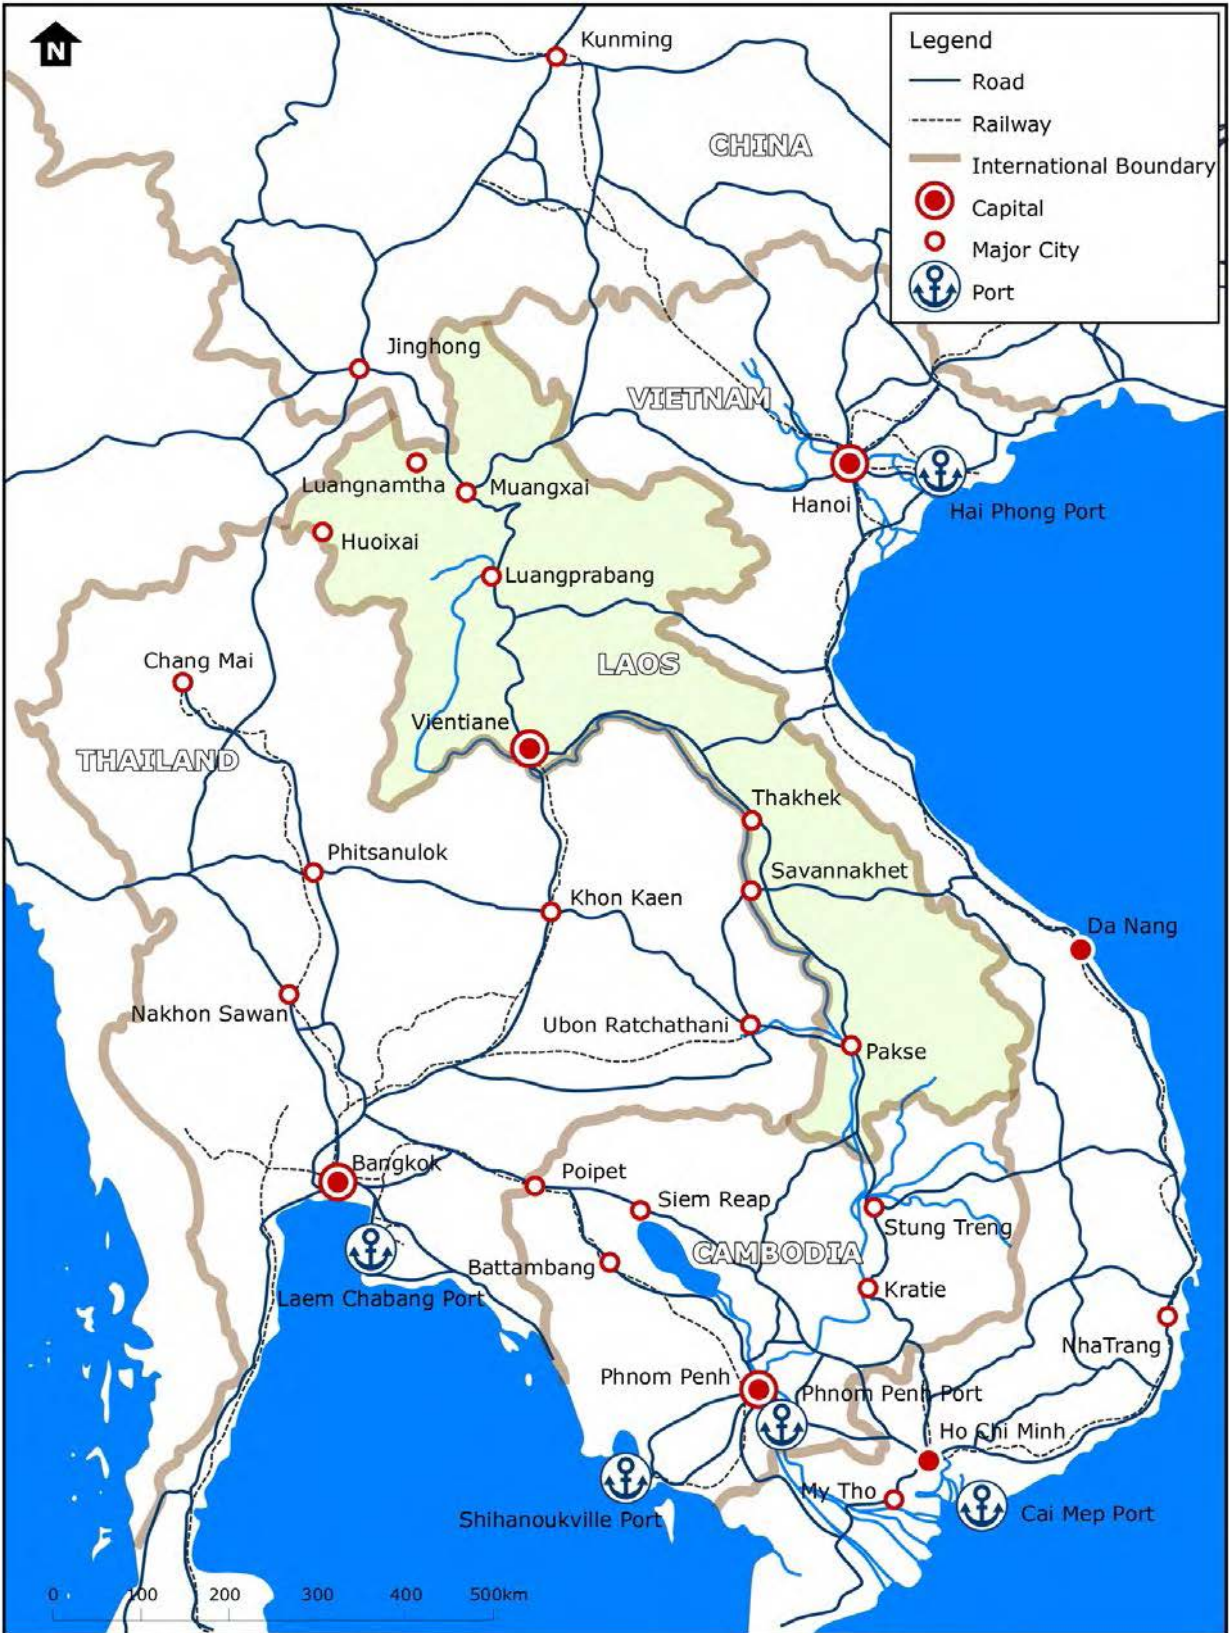 N
Kunming
Legend
Road
Railway
International Boundary
Capital
Major City
Port
CHINA
Jinghong
VIETNAM
Luangnamtha
Muangxai
Hanoi
Hai Phong Port
Huoixai
Luangprabang
Chang Mai
LAOS
Vientiane
THAILAND
Thakhek
Phitsanulok
Savannakhet
Khon Kaen
Da Nang
Nakhon Sawan
Ubon Ratchathani
Pakse
Bangkok
Poipet
Siem Reap
Stung Treng
CAMBODIA
Battambang
Laem Chabang Port
Kratie
NhaTrang
Phnom Penh
Phnom Penh Port
Ho Chi Minh
My Tho
Shihanoukville Port
Cai Mep Port
0 100 200 300 400 500km